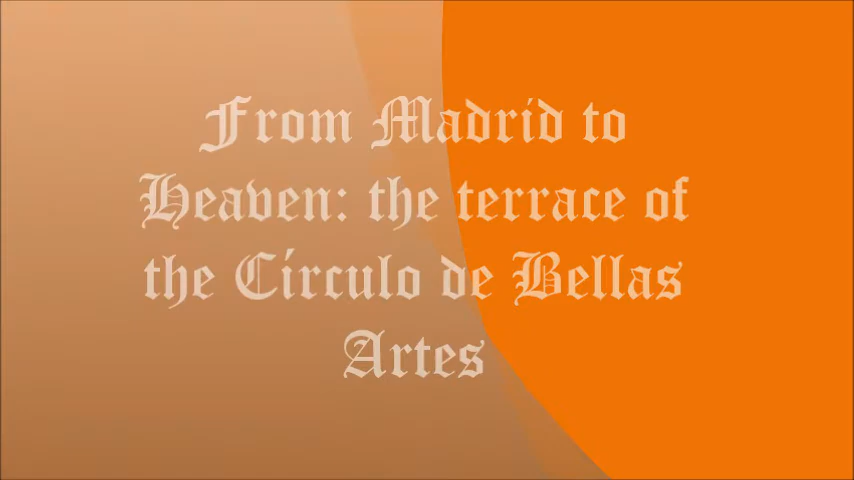 From Madrid to
Heaven: the terrace of
the Círculo de Bellas
Artes